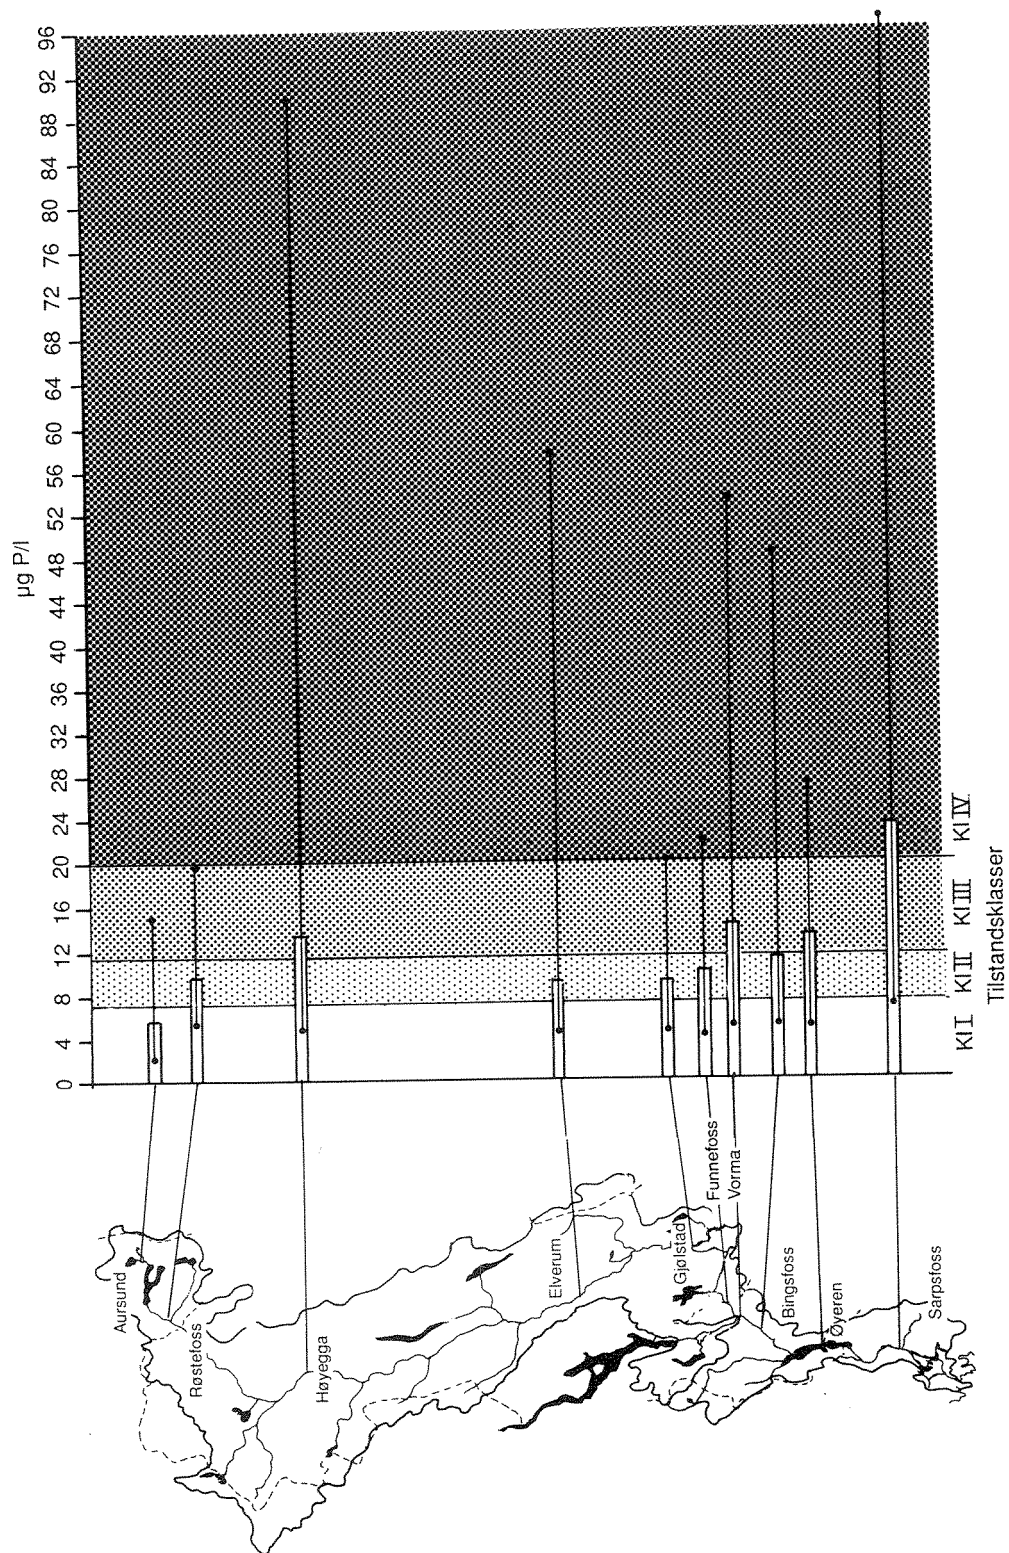 µg P/l
0 4 8 12 16 20 24 28 32 36 40 44 48 52 56 60 64 68 72 76 80 84 88 92 96
Aursund
Røstefoss
Høyegga
Elverum
Gjølstad
Funnefoss
Vorma
Bingsfoss
Øyeren
Sarpsfoss
Kl I Kl II Kl III Kl IV
Tilstandsklasser